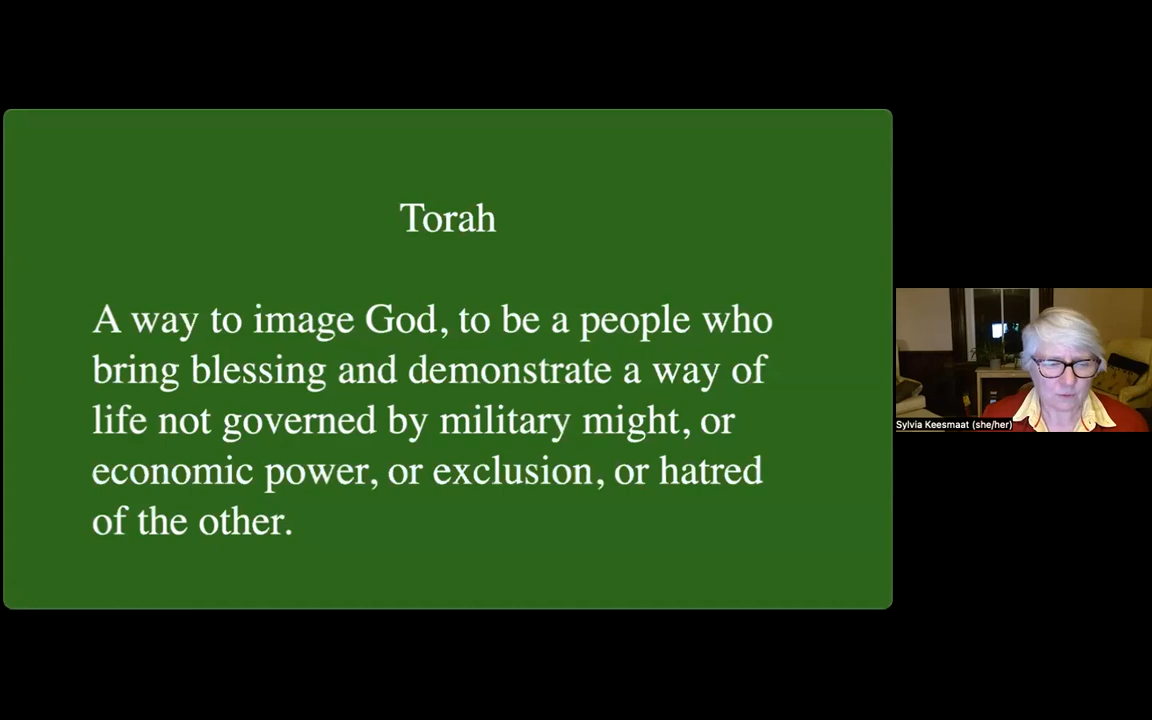 Torah
A way to image God, to be a people who
bring blessing and demonstrate a way of
life not governed by military might, or
economic power, or exclusion, or hatred
of the other.
Sylvia Keesmaat (she/her)